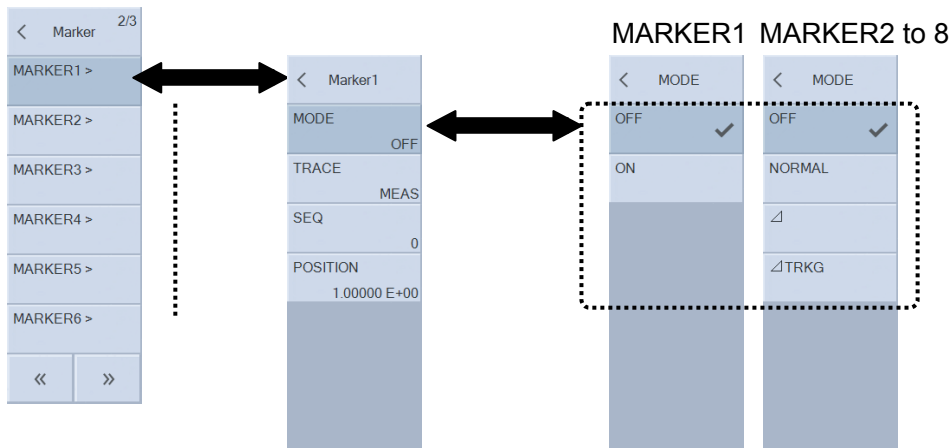 < Marker 2/3
MARKER1 >
MARKER2 >
MARKER3 >
MARKER4 >
MARKER5 >
MARKER6 >
« »
< Marker1
MODE
OFF
TRACE
MEAS
SEQ
0
POSITION
1.00000 E+00
MARKER1
< MODE
OFF ✓
ON
MARKER2 to 8
< MODE
OFF ✓
NORMAL
⊿
⊿TRKG